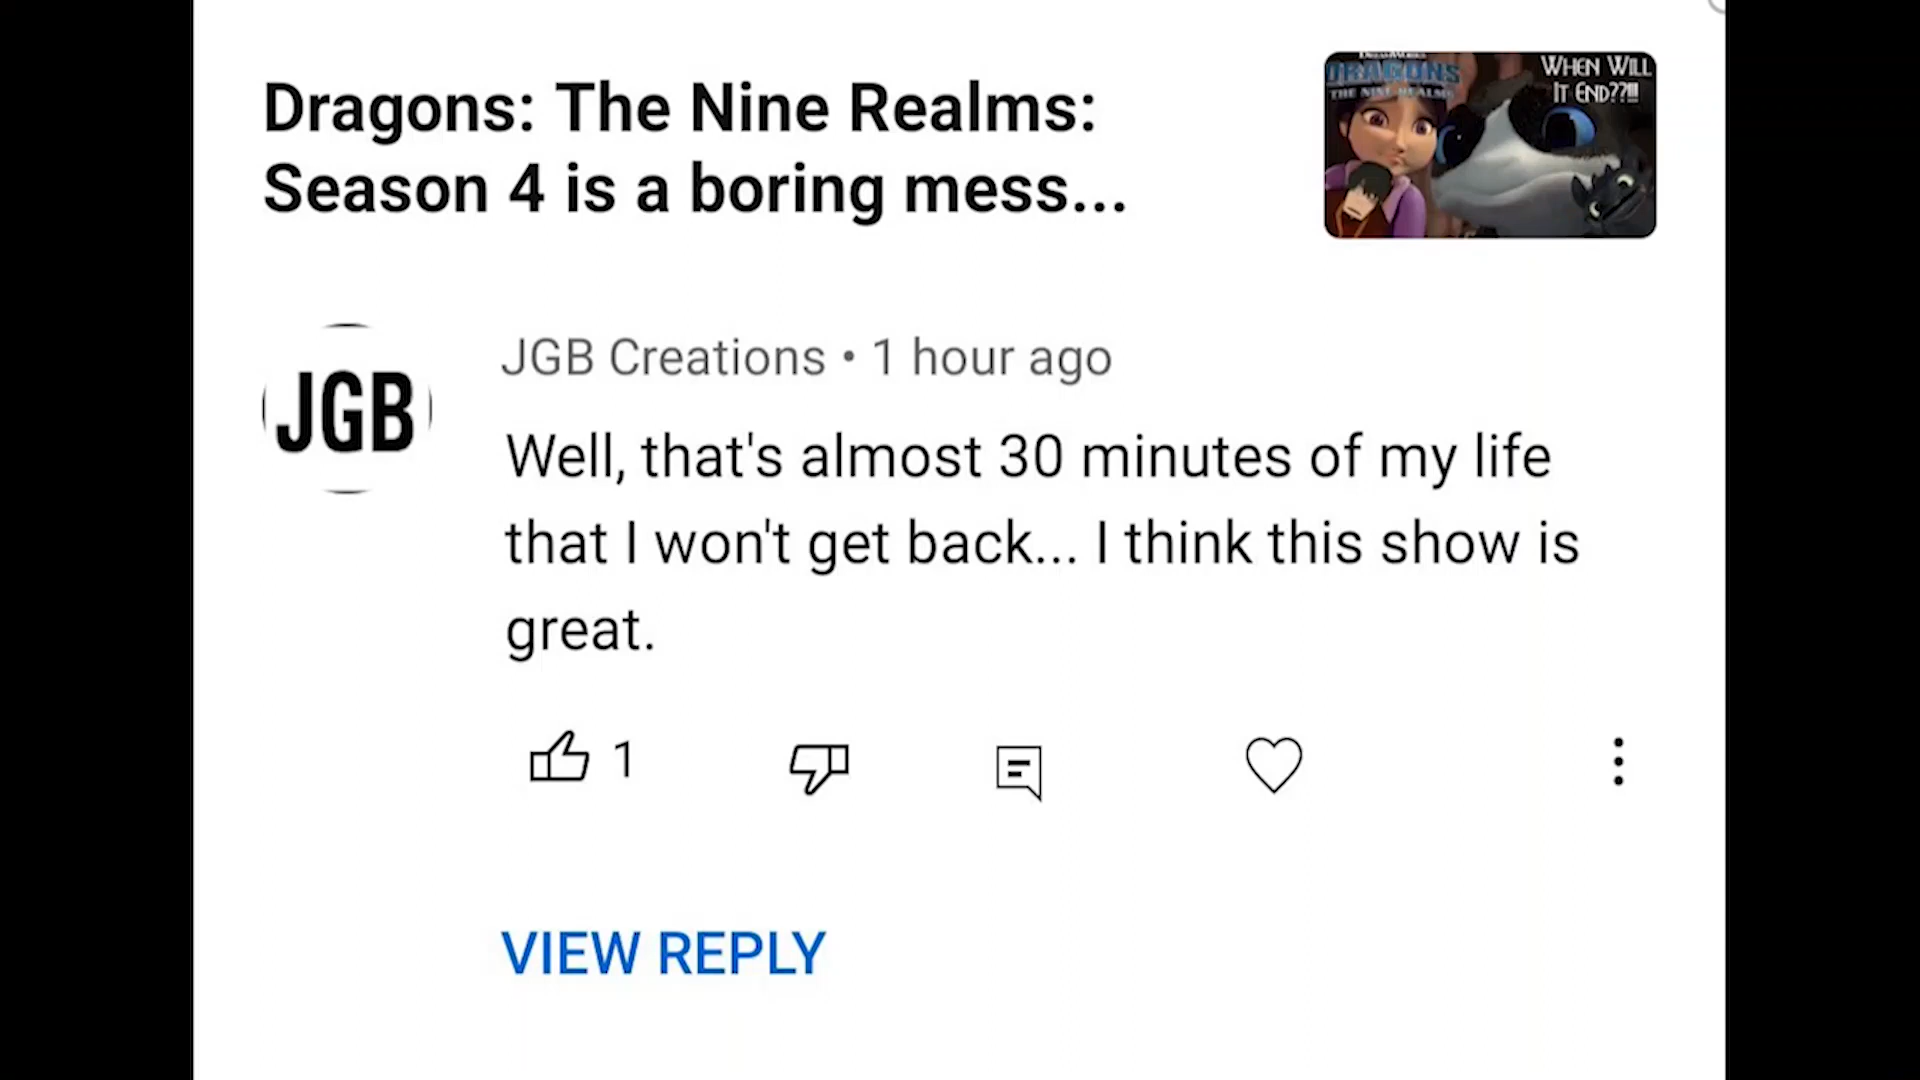 Dragons: The Nine Realms:
Season 4 is a boring mess...
DRAGONS
THE NINE REALMS
WHEN WILL
IT END??!!!
JGB
JGB Creations • 1 hour ago
Well, that's almost 30 minutes of my life
that I won't get back... I think this show is
great.
1
VIEW REPLY